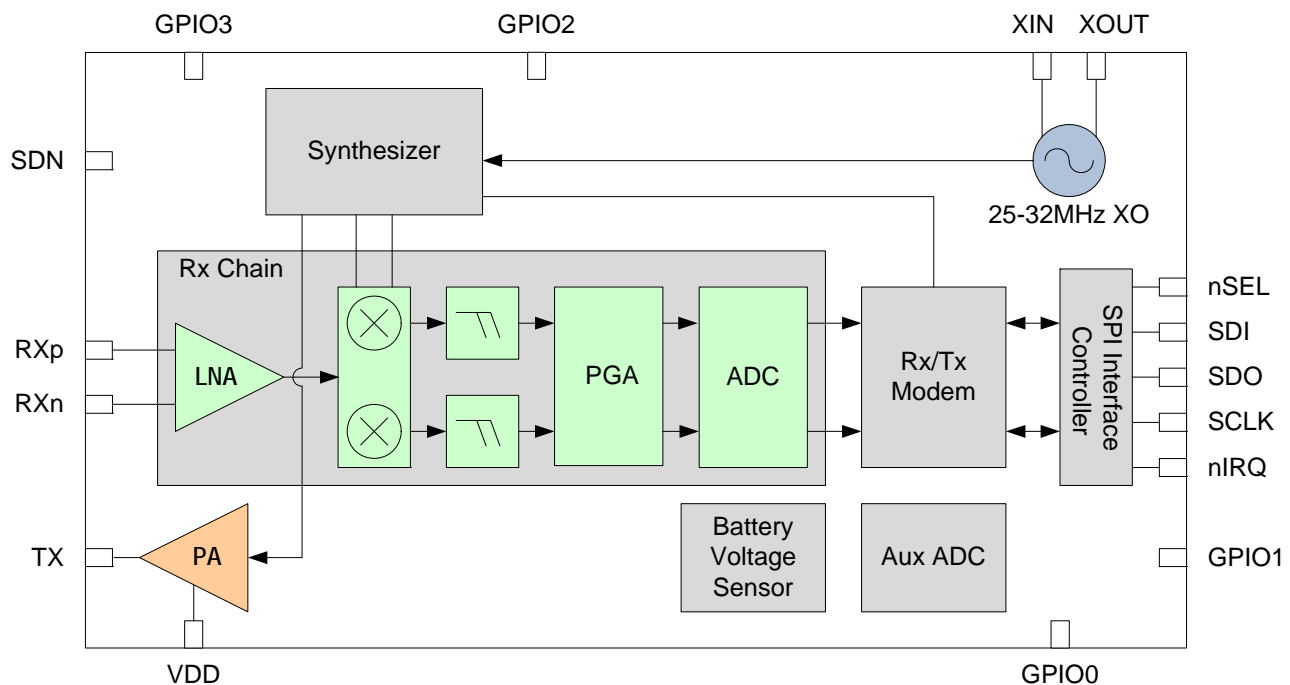 GPIO3
GPIO2
XIN
XOUT
SDN
Synthesizer
25-32MHz XO
Rx Chain
RXp
RXn
LNA
PGA
ADC
Rx/Tx
Modem
SPI Interface
Controller
nSEL
SDI
SDO
SCLK
nIRQ
TX
PA
Battery
Voltage
Sensor
Aux ADC
GPIO1
VDD
GPIO0